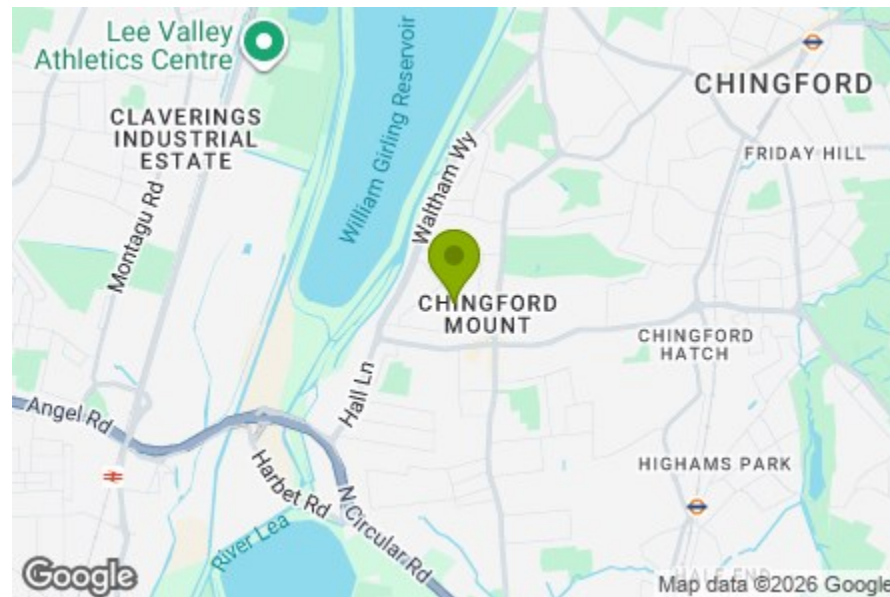 Lee Valley
Athletics Centre
CLAVERINGS
INDUSTRIAL
ESTATE
Montagu Rd
William Girling Reservoir
Waltham Wy
CHINGFORD
FRIDAY HILL
CHINGFORD
MOUNT
CHINGFORD
HATCH
Hall Ln
Angel Rd
Harbet Rd
N Circular Rd
River Lea
HIGHAMS PARK
HALE END
Google
Map data ©2026 Google